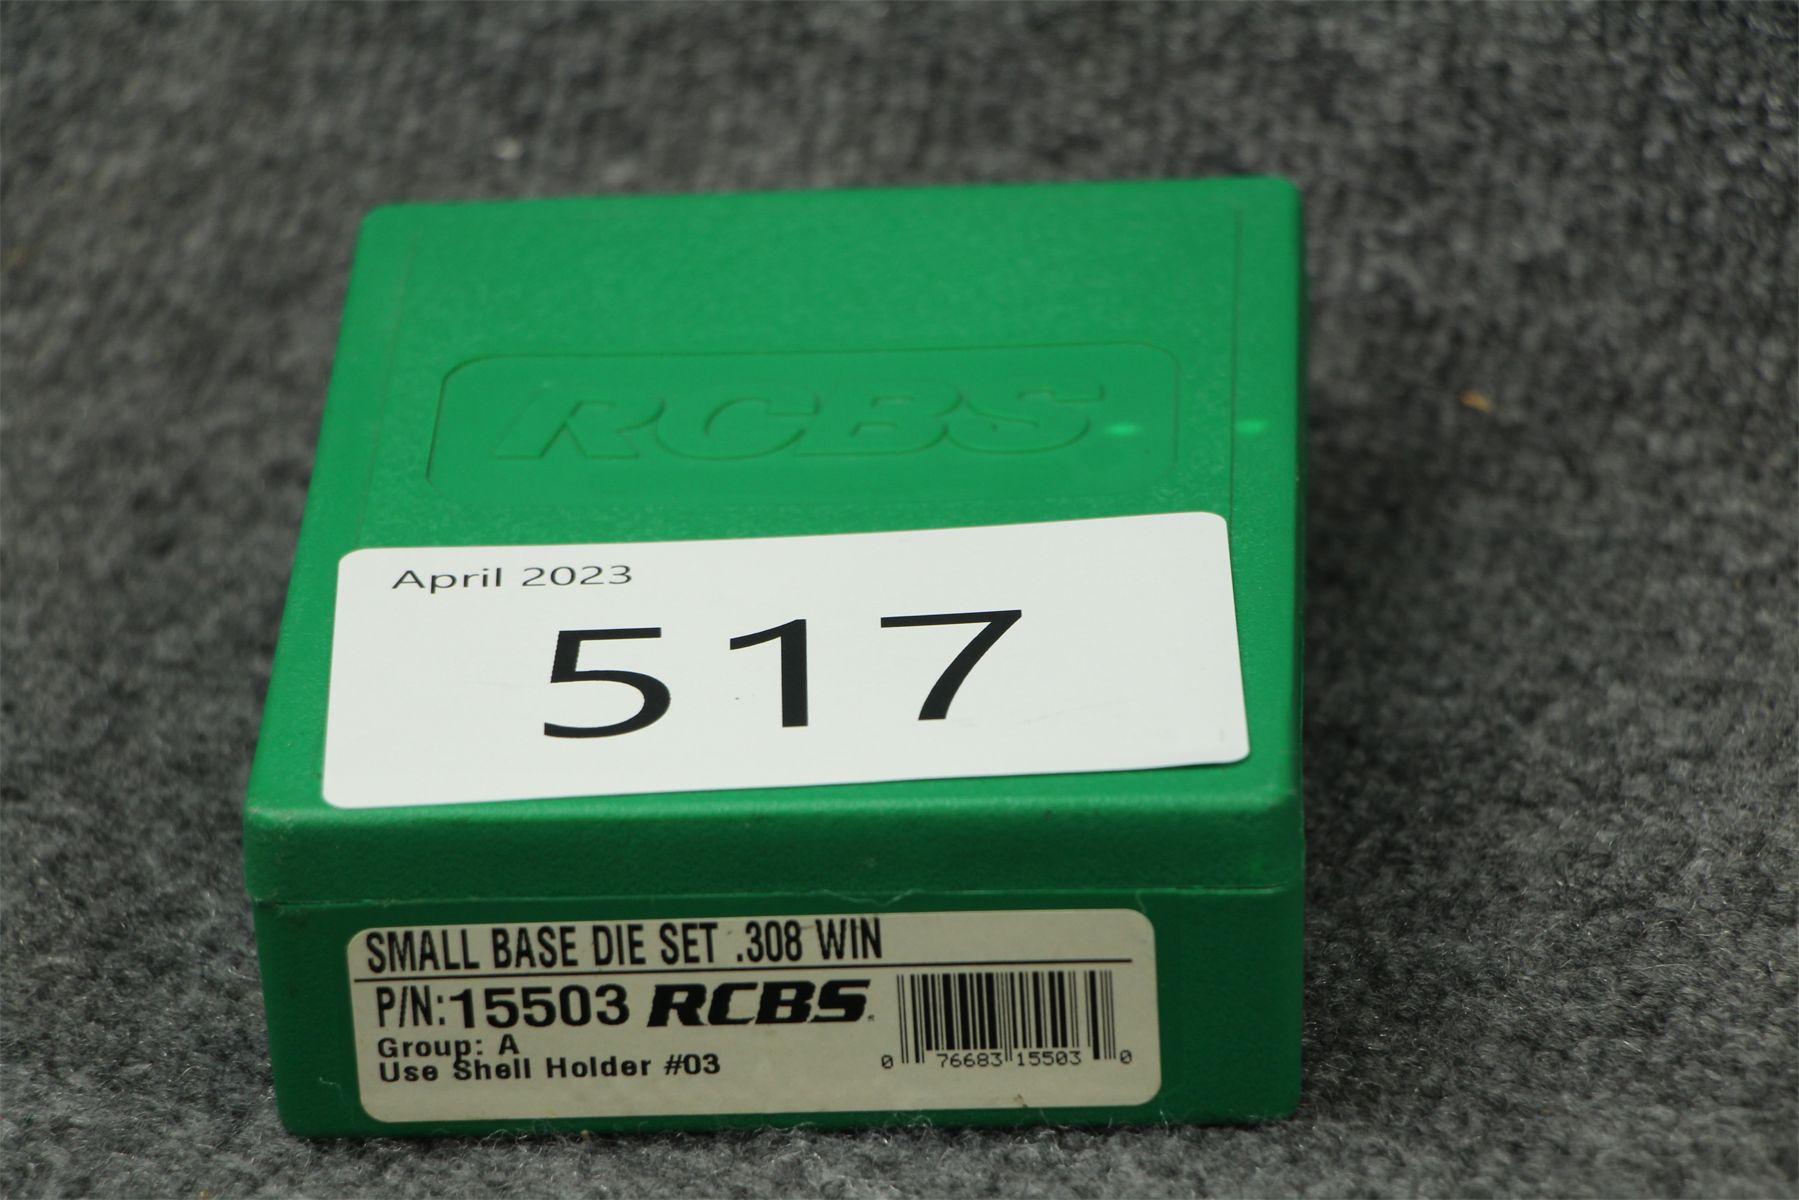 RCBS
April 2023
517
SMALL BASE DIE SET .308 WIN
P/N:15503 RCBS
Group: A
Use Shell Holder #03
0 76683 15503 0